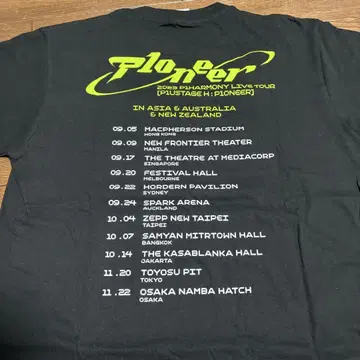 P1oneer
2023 P1HARMONY LIVE TOUR
[P1USTAGE H : P1ONEER]
IN ASIA & AUSTRALIA
& NEW ZEALAND
09.05 MACPHERSON STADIUM
HONG KONG
09.09 NEW FRONTIER THEATER
MANILA
09.17 THE THEATRE AT MEDIACORP
SINGAPORE
09.20 FESTIVAL HALL
MELBOURNE
09.22 HORDERN PAVILION
SYDNEY
09.24 SPARK ARENA
AUCKLAND
10.04 ZEPP NEW TAIPEI
TAIPEI
10.07 SAMYAN MITRTOWN HALL
BANGKOK
10.14 THE KASABLANKA HALL
JAKARTA
11.20 TOYOSU PIT
TOKYO
11.22 OSAKA NAMBA HATCH
OSAKA